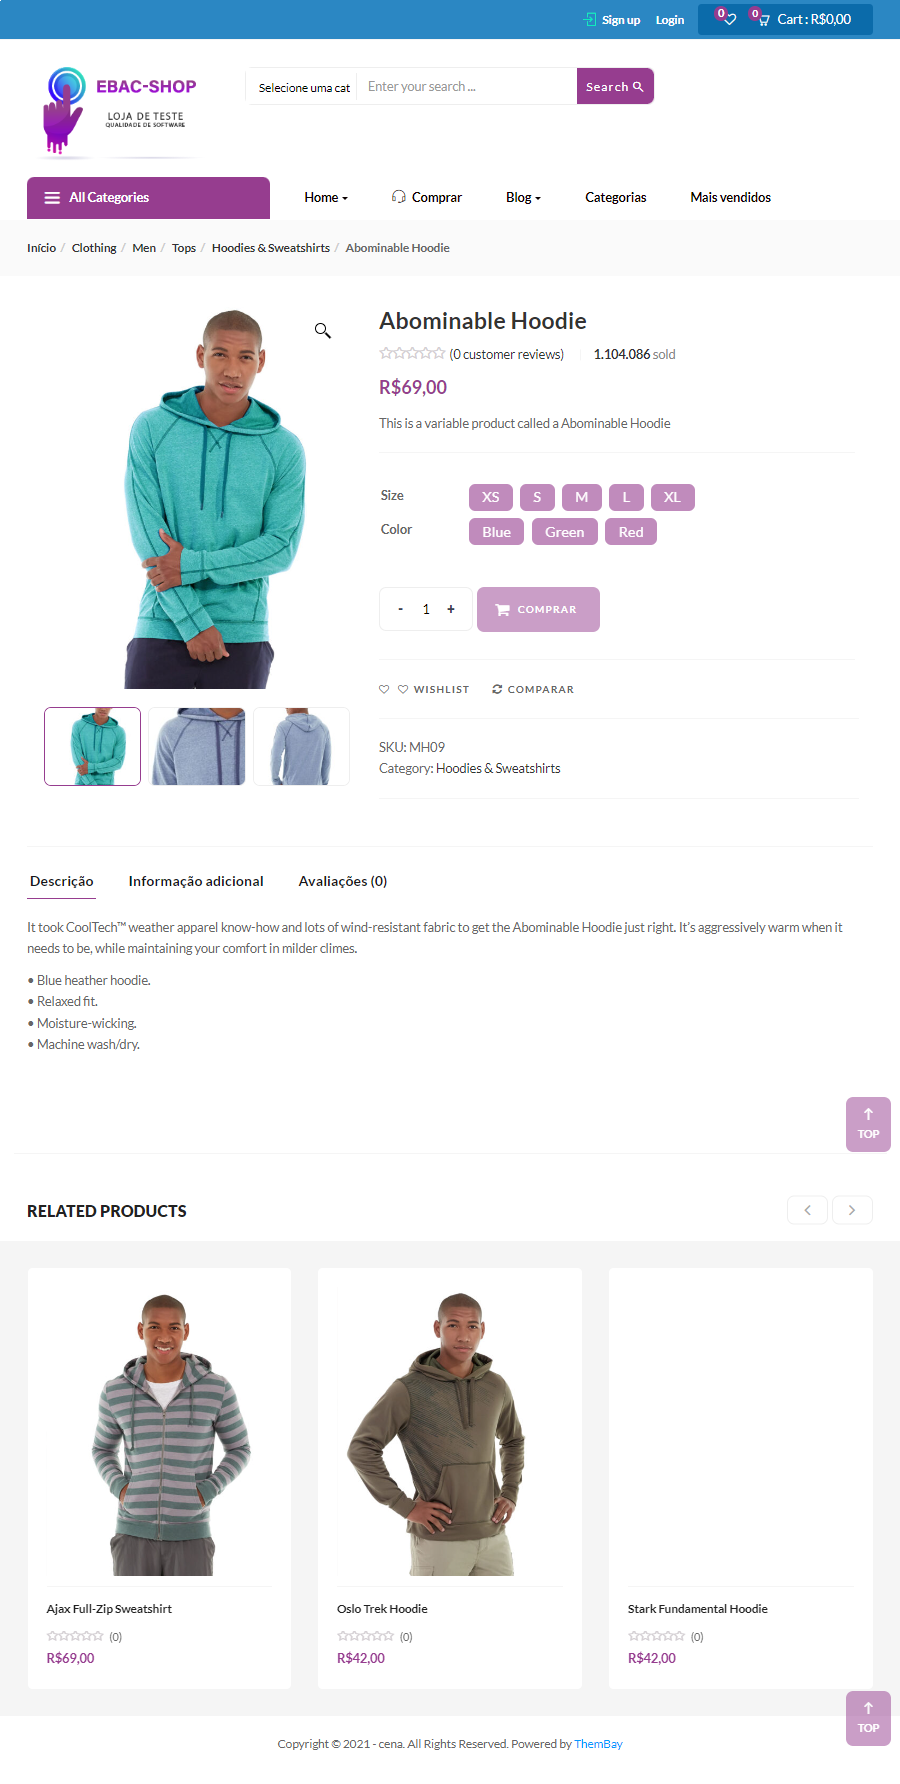 Sign up Login 0 0 Cart : R$0,00
EBAC-SHOP
LOJA DE TESTE
QUALIDADE DE SOFTWARE
Selecione uma cat Enter your search ... Search
All Categories Home Comprar Blog Categorias Mais vendidos
Início / Clothing / Men / Tops / Hoodies & Sweatshirts / Abominable Hoodie
Abominable Hoodie
(0 customer reviews) 1.104.086 sold
R$69,00
This is a variable product called a Abominable Hoodie
Size XS S M L XL
Color Blue Green Red
- 1 + COMPRAR
WISHLIST COMPARAR
SKU: MH09
Category: Hoodies & Sweatshirts
Descrição Informação adicional Avaliações (0)
It took CoolTech™ weather apparel know-how and lots of wind-resistant fabric to get the Abominable Hoodie just right. It's aggressively warm when it
needs to be, while maintaining your comfort in milder climes.
• Blue heather hoodie.
• Relaxed fit.
• Moisture-wicking.
• Machine wash/dry.
TOP
RELATED PRODUCTS
Ajax Full-Zip Sweatshirt
(0)
R$69,00
Oslo Trek Hoodie
(0)
R$42,00
Stark Fundamental Hoodie
(0)
R$42,00
TOP
Copyright © 2021 - cena. All Rights Reserved. Powered by ThemBay